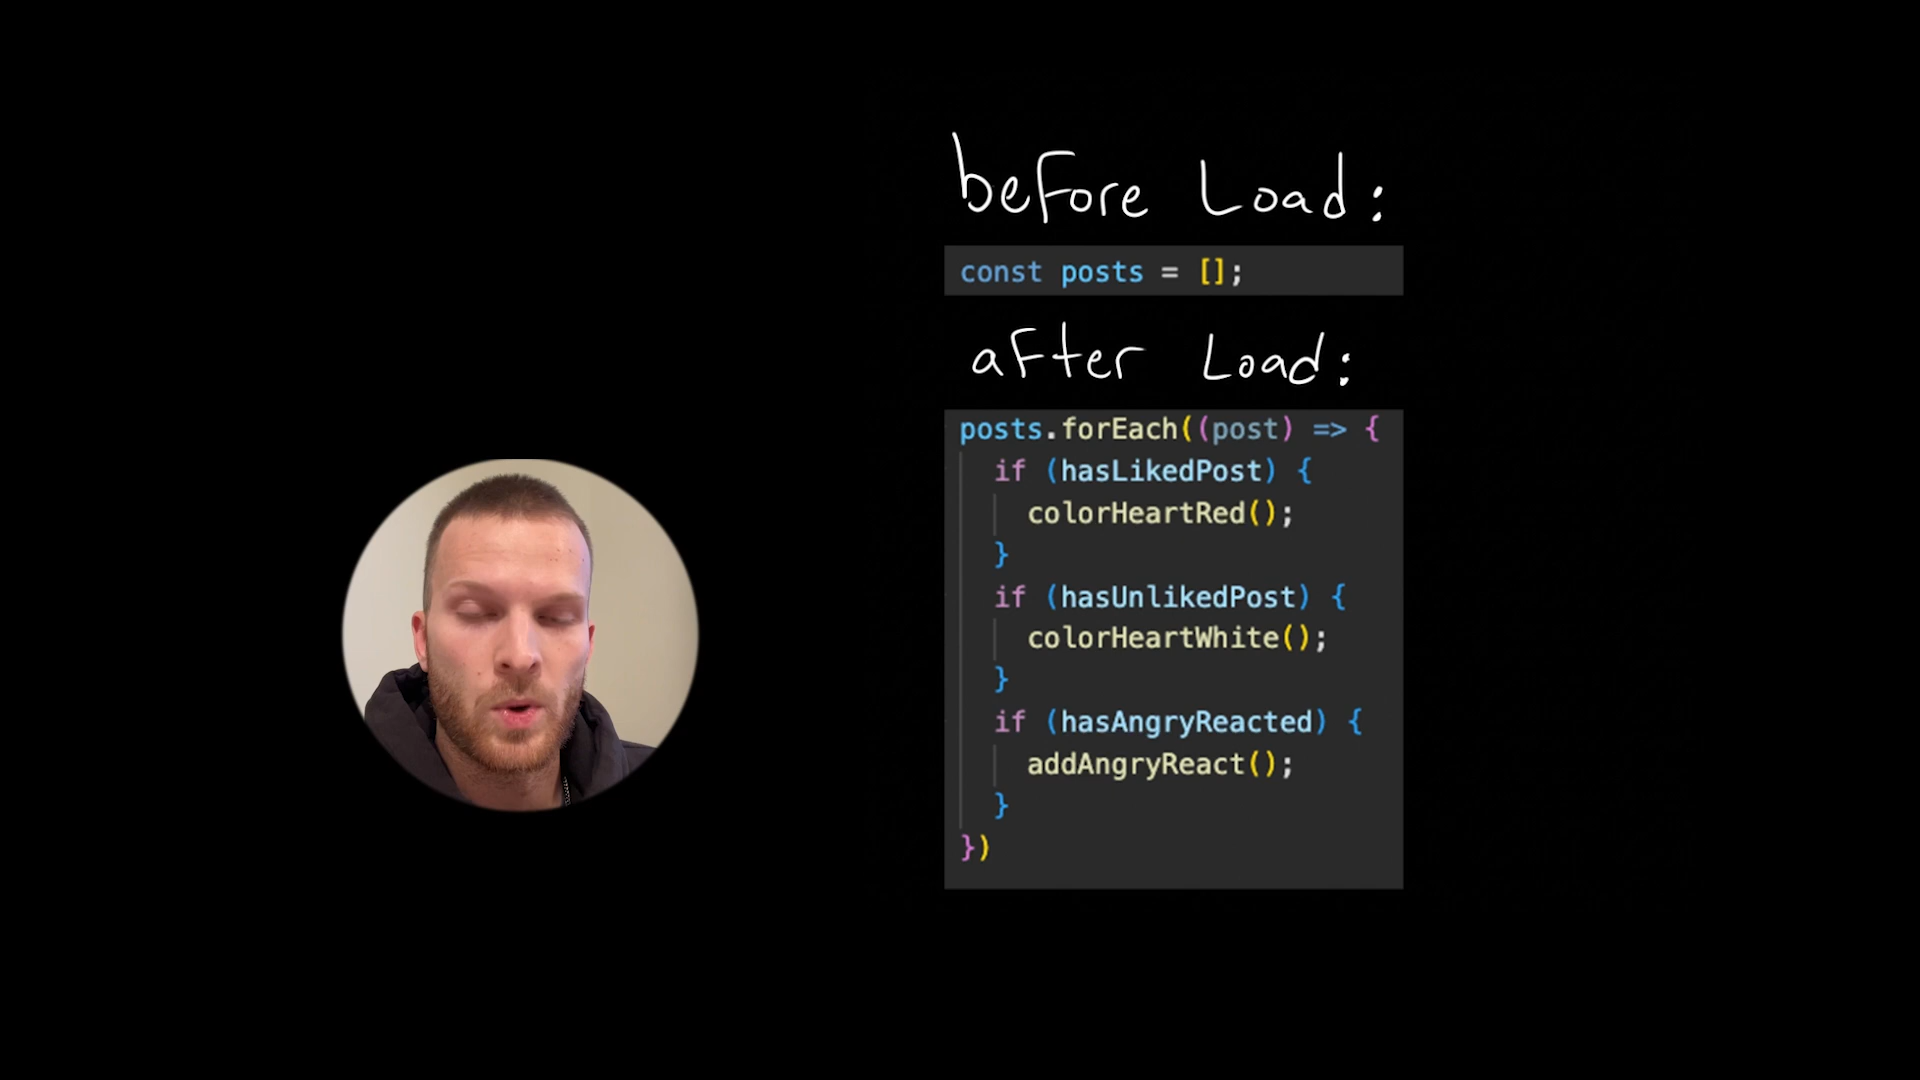 before Load:
const posts = [];
after Load:
posts.forEach((post) => {
if (hasLikedPost) {
colorHeartRed();
}
if (hasUnlikedPost) {
colorHeartWhite();
}
if (hasAngryReacted) {
addAngryReact();
}
})